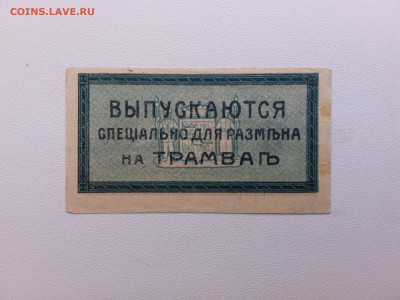 COINS.LAVE.RU
ВЫПУСКАЮТСЯ
СПЕЦІАЛЬНО ДЛЯ РАЗМѢНА
НА ТРАМВАѢ